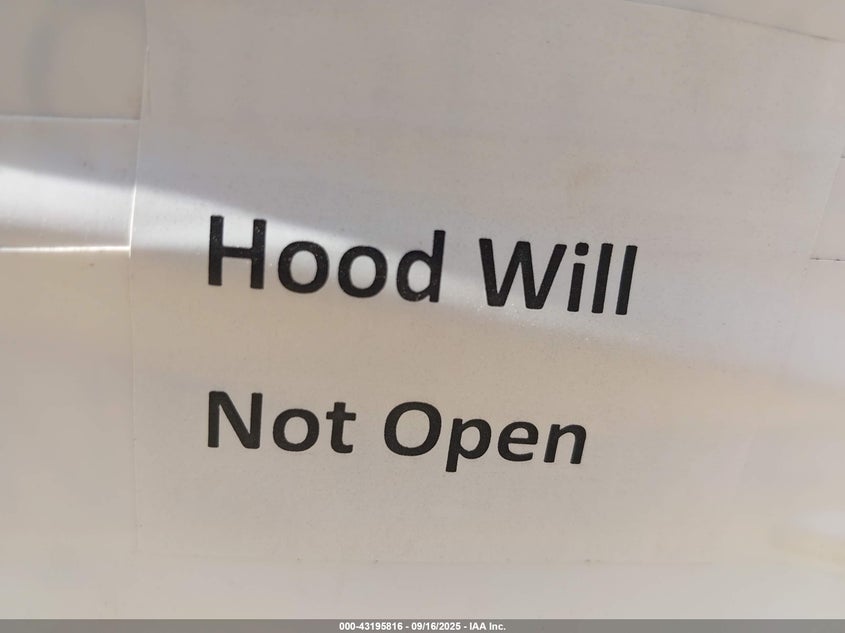 Hood Will
Not Open
000-43195816 - 09/16/2025 - IAA Inc.